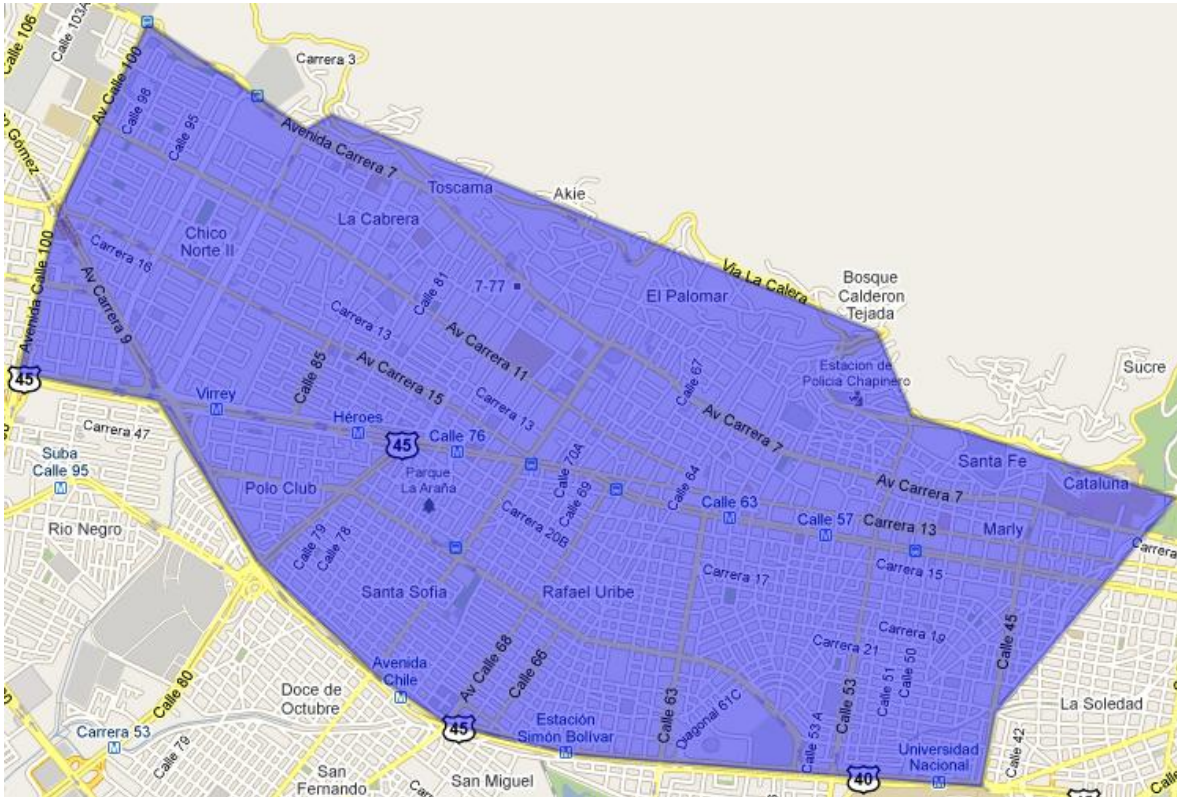 Calle 106
Calle 103A
Av Calle 100
Carrera 3
Calle 98
Calle 95
Avenida Carrera 7
Toscama
Akie
La Cabrera
Chico
Norte II
Carrera 16
Avenida Calle 100
Av Carrera 9
Via La Calera
Bosque
Calderon
Tejada
7-77
Calle 81
El Palomar
Carrera 13
Av Carrera 11
Calle 85
Av Carrera 15
Calle 67
Estacion de
Policia Chapinero
Sucre
45
Virrey
Carrera 13
Av Carrera 7
Héroes
45
Calle 76
Carrera 47
Suba
Calle 95
Parque
La Araña
Polo Club
Calle 70A
Calle 69
Calle 64
Santa Fe
Cataluna
Av Carrera 7
Calle 63
Calle 57
Carrera 13
Marly
Rio Negro
Carrera 20B
Calle 79
Calle 78
Carrera 15
Carrera
Carrera 17
Santa Sofia
Rafael Uribe
Carrera 19
Carrera 21
Calle 45
Calle 50
Calle 51
Calle 53
Avenida
Chile
Av Calle 68
Calle 66
Calle 80
Doce de
Octubre
Calle 63
Diagonal 61C
Calle 53 A
La Soledad
Carrera 53
Calle 79
45
Estación
Simón Bolívar
Universidad
Nacional
Calle 42
San
Fernando
San Miguel
40